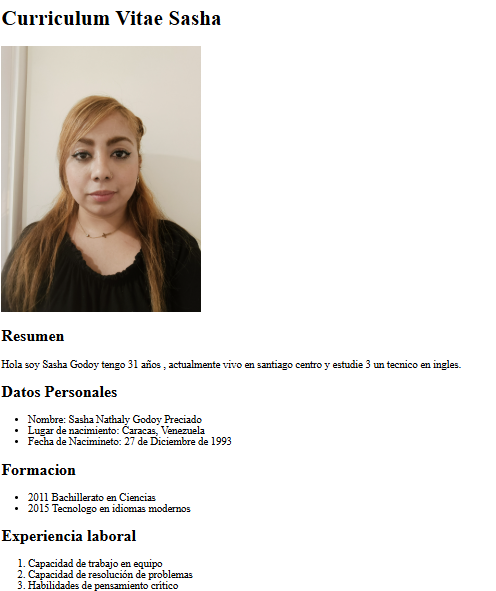 Curriculum Vitae Sasha
Resumen
Hola soy Sasha Godoy tengo 31 años , actualmente vivo en santiago centro y estudie 3 un tecnico en ingles.
Datos Personales
• Nombre: Sasha Nathaly Godoy Preciado
• Lugar de nacimiento: Caracas, Venezuela
• Fecha de Nacimineto: 27 de Diciembre de 1993
Formacion
• 2011 Bachillerato en Ciencias
• 2015 Tecnologo en idiomas modernos
Experiencia laboral
1. Capacidad de trabajo en equipo
2. Capacidad de resolución de problemas
3. Habilidades de pensamiento crítico